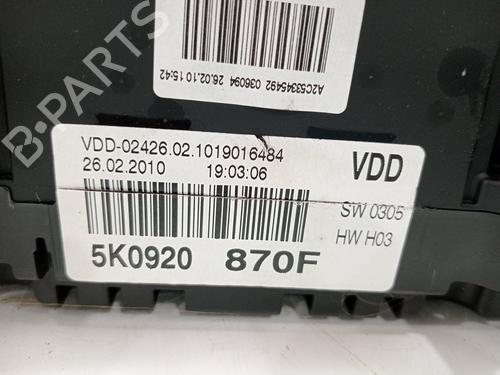 A2C53345492 036094 26.02.10 15:42
B-PARTS
VDD-02426.02.1019016484
26.02.2010 19:03:06
VDD
SW 0305
HW H03
5K0920 870F